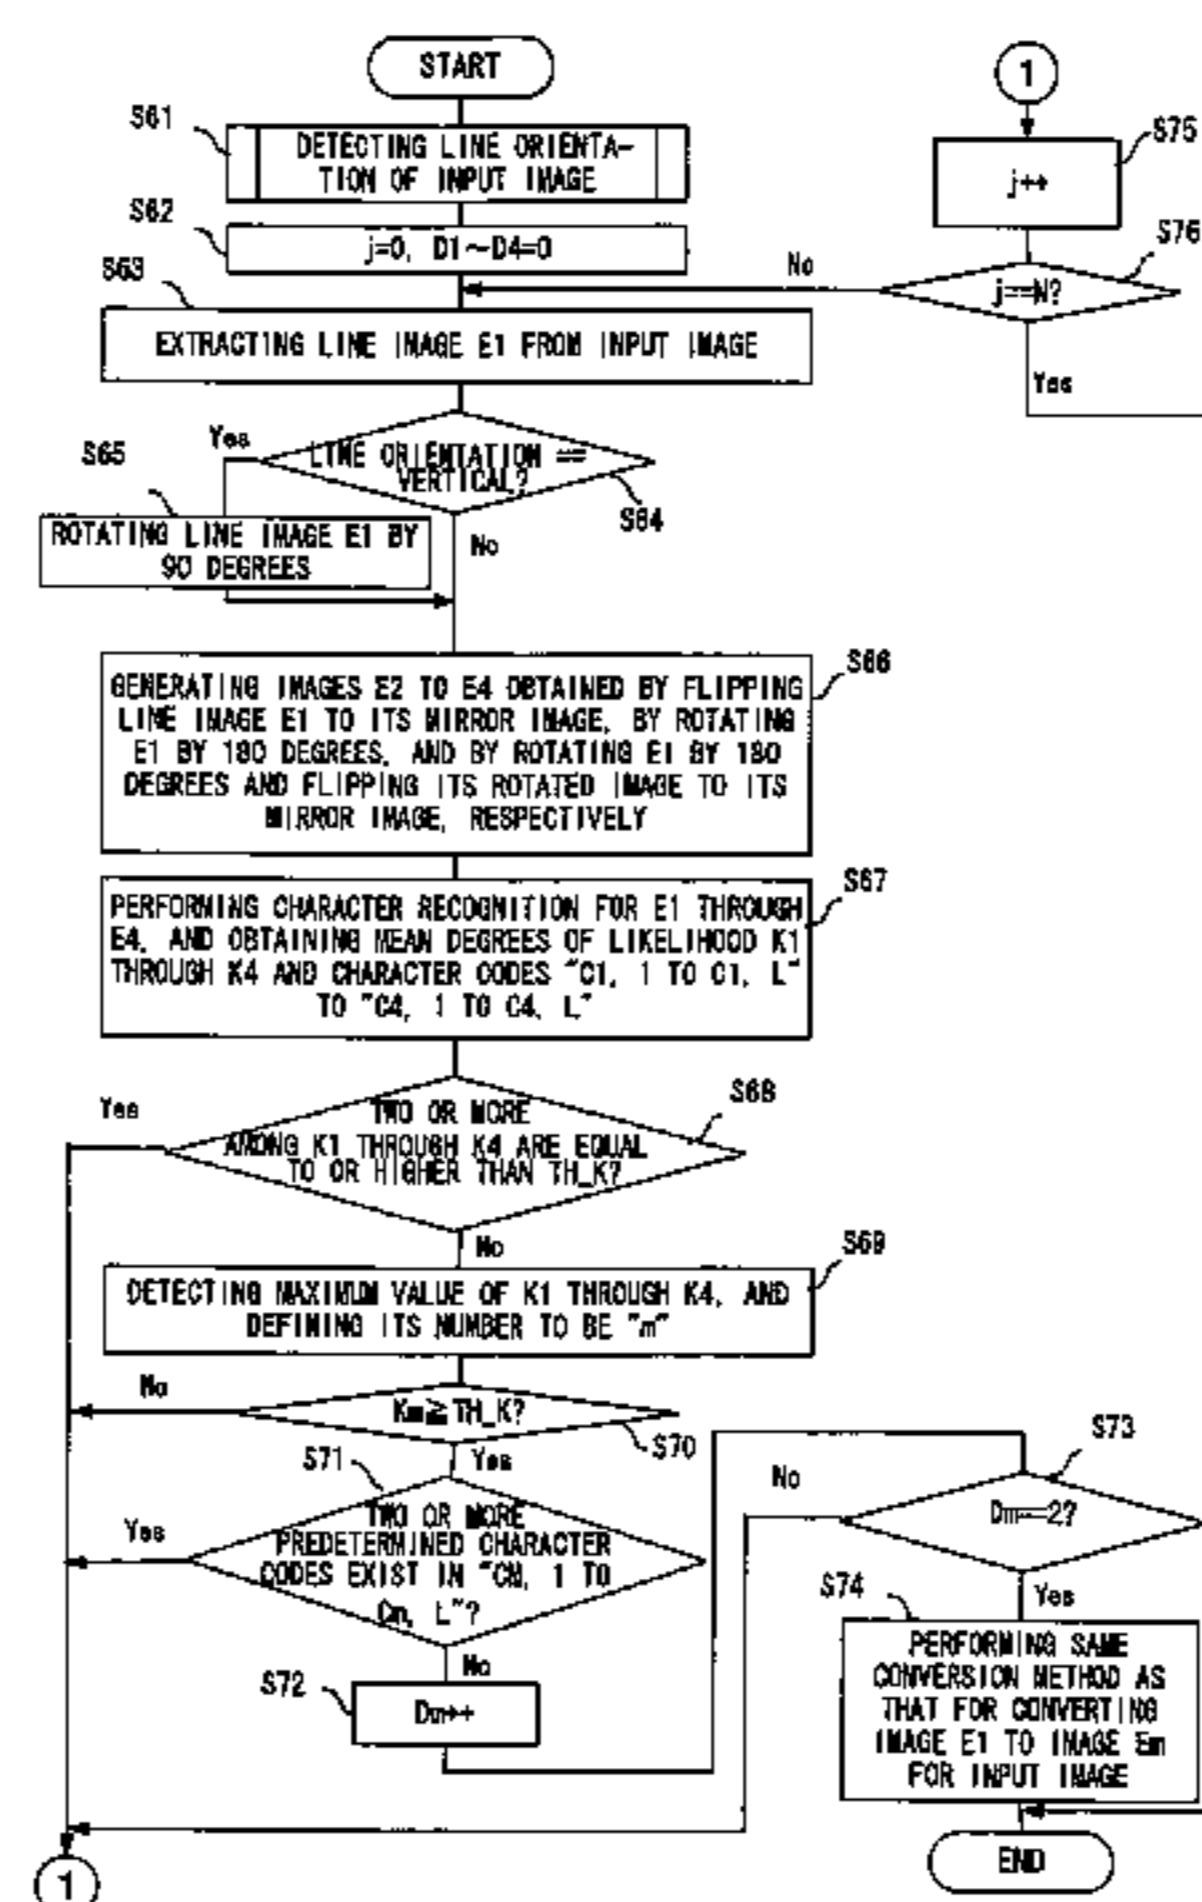 START
S61
DETECTING LINE ORIENTA-
TION OF INPUT IMAGE
S62
j=0, D1~D4=0
S63
EXTRACTING LINE IMAGE E1 FROM INPUT IMAGE
Yes
LINE ORIENTATION ==
VERTICAL?
S64
S65
ROTATING LINE IMAGE E1 BY
90 DEGREES
No
S66
GENERATING IMAGES E2 TO E4 OBTAINED BY FLIPPING
LINE IMAGE E1 TO ITS MIRROR IMAGE, BY ROTATING
E1 BY 180 DEGREES, AND BY ROTATING E1 BY 180
DEGREES AND FLIPPING ITS ROTATED IMAGE TO ITS
MIRROR IMAGE, RESPECTIVELY
S67
PERFORMING CHARACTER RECOGNITION FOR E1 THROUGH
E4, AND OBTAINING MEAN DEGREES OF LIKELIHOOD K1
THROUGH K4 AND CHARACTER CODES "C1, 1 TO C1, L"
TO "C4, 1 TO C4, L"
S68
Yes
TWO OR MORE
AMONG K1 THROUGH K4 ARE EQUAL
TO OR HIGHER THAN TH_K?
No
S69
DETECTING MAXIMUM VALUE OF K1 THROUGH K4, AND
DEFINING ITS NUMBER TO BE "m"
No
Km≧TH_K?
S70
Yes
S71
Yes
TWO OR MORE
PREDETERMINED CHARACTER
CODES EXIST IN "CM, 1 TO
Cm, L"?
No
S72
Dm++
S73
No
Dm==2?
Yes
S74
PERFORMING SAME
CONVERSION METHOD AS
THAT FOR CONVERTING
IMAGE E1 TO IMAGE Em
FOR INPUT IMAGE
END
1
1
S75
j++
S76
No
j==N?
Yes